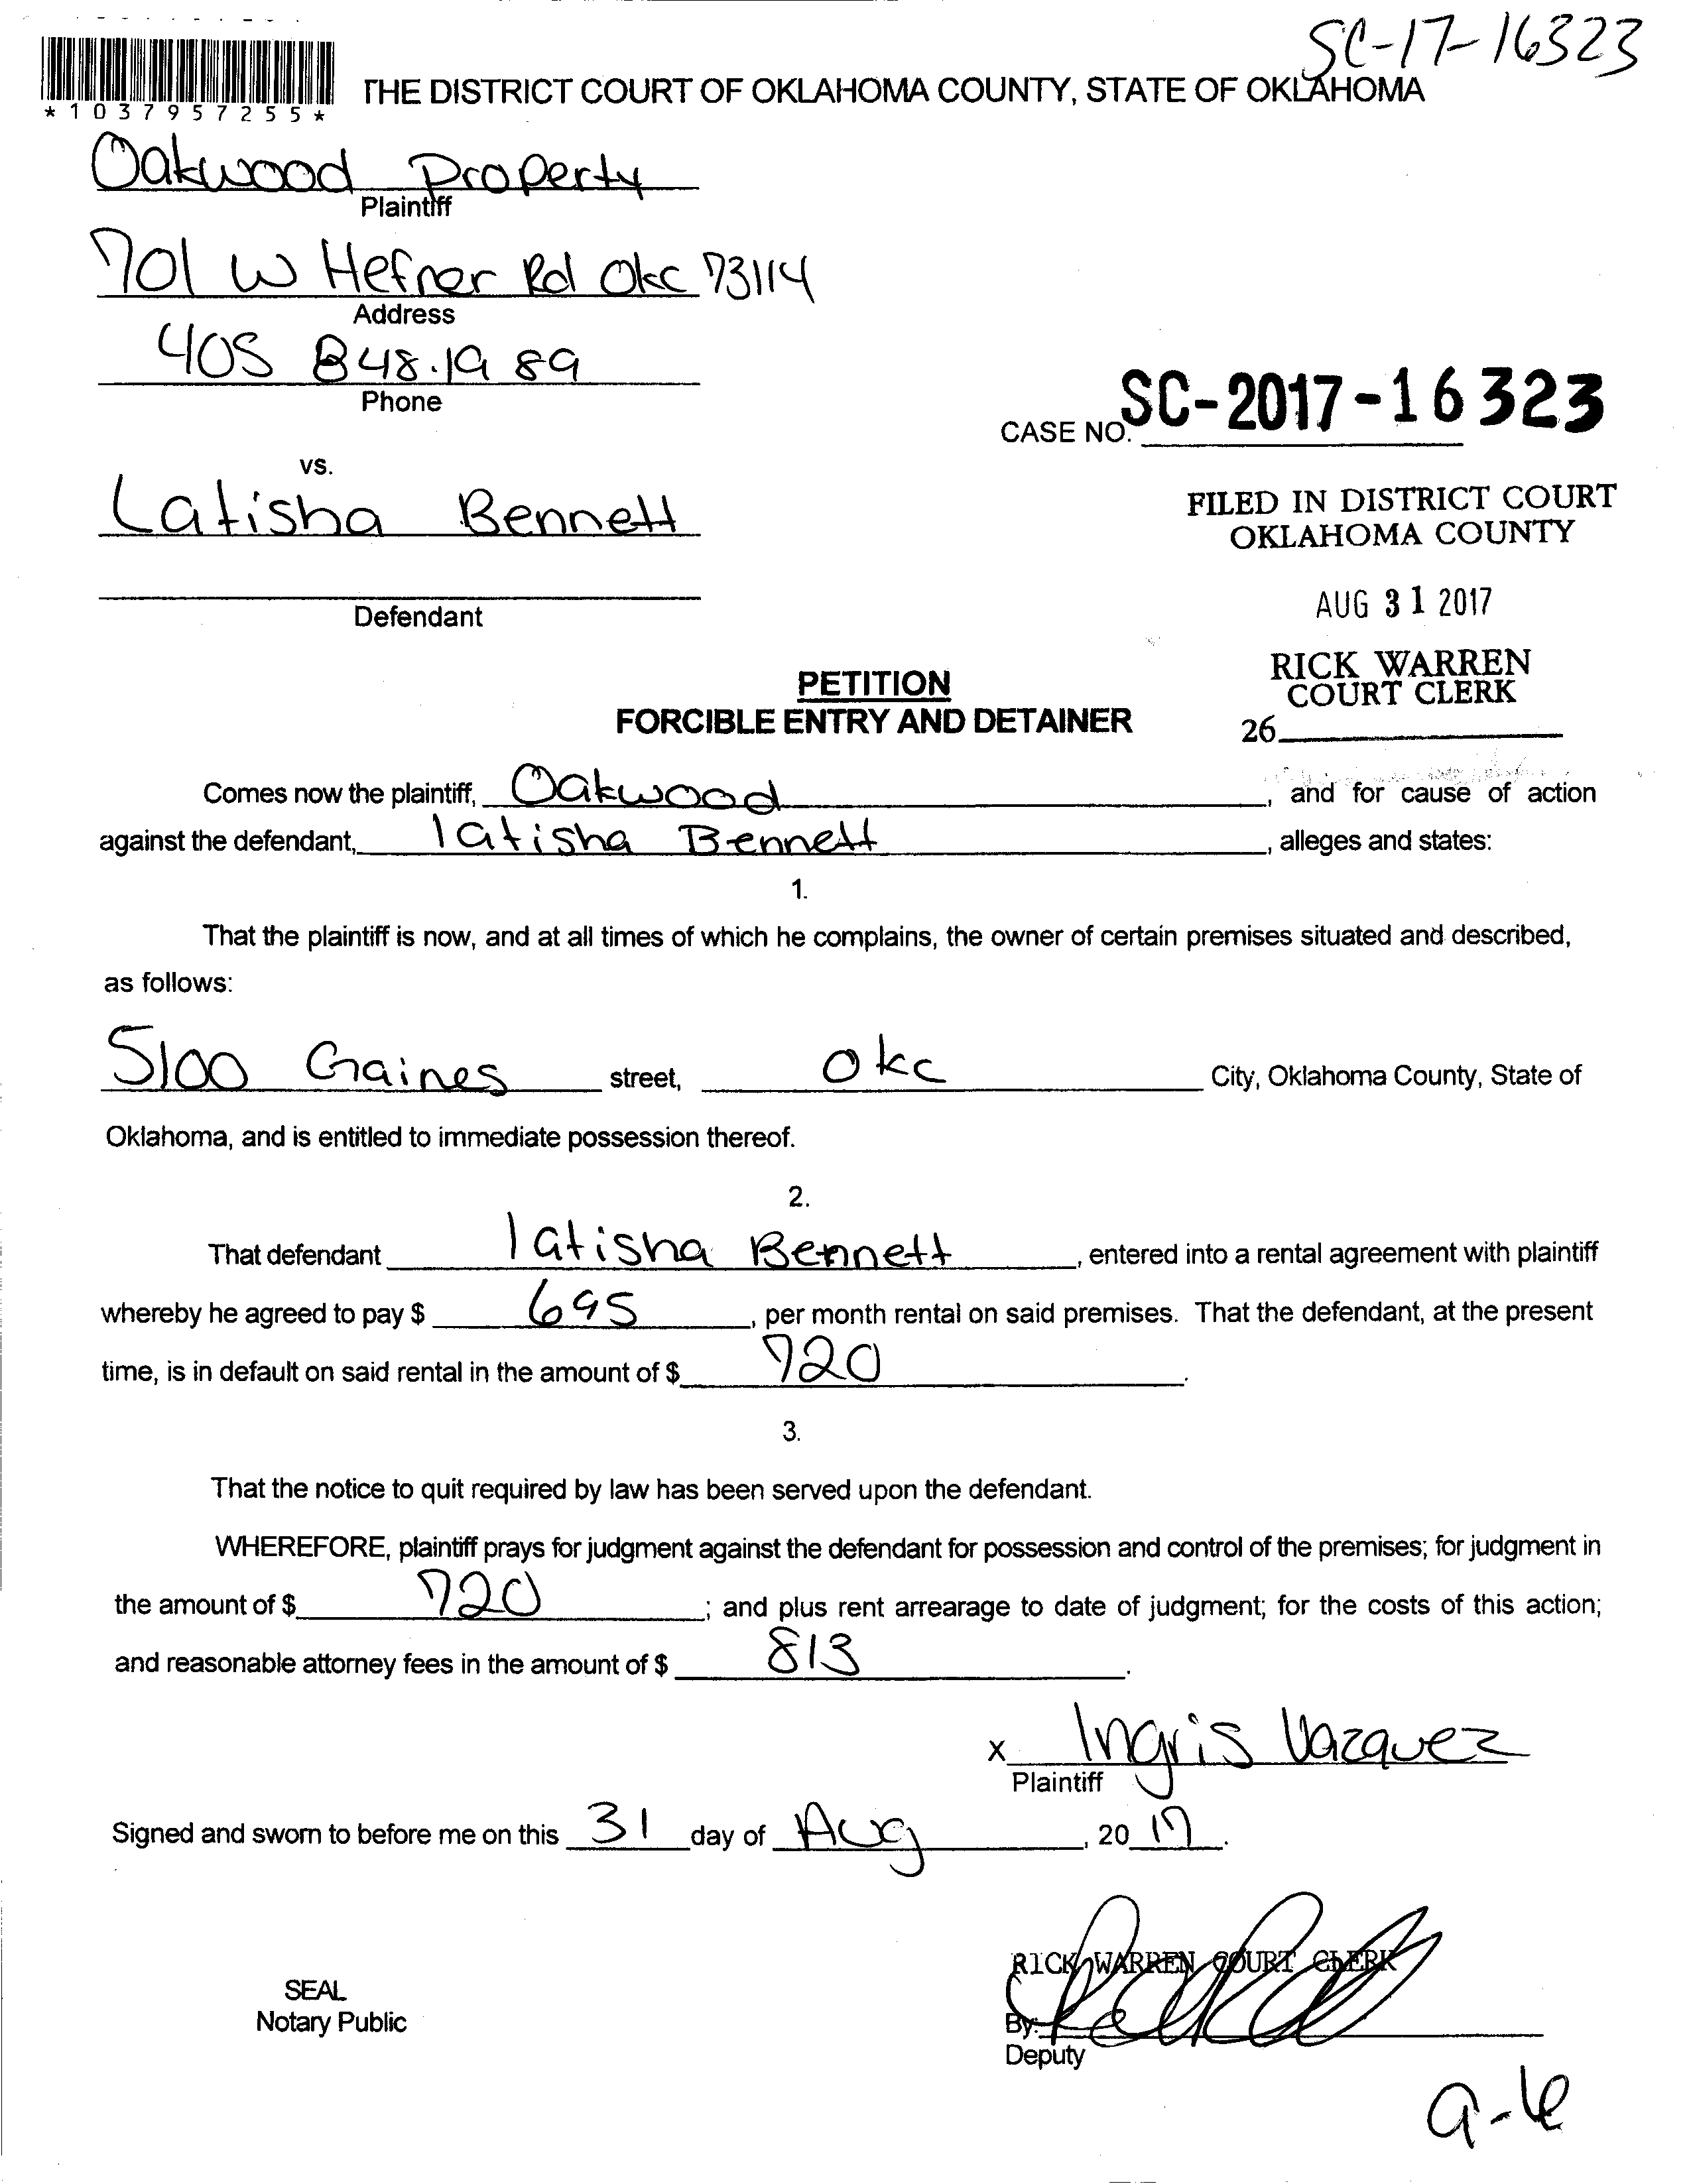 SC-17-16323
*1037957255*
THE DISTRICT COURT OF OKLAHOMA COUNTY, STATE OF OKLAHOMA
Oakwood Property
Plaintiff
701 W Hefner Rd Okc 73114
Address
405 848.1989
Phone
CASE NO. SC-2017-16323
vs.
Latisha Bennett
FILED IN DISTRICT COURT
OKLAHOMA COUNTY
Defendant
AUG 31 2017
RICK WARREN
COURT CLERK
26
PETITION
FORCIBLE ENTRY AND DETAINER
Comes now the plaintiff, Oakwood, and for cause of action
against the defendant, latisha Bennett, alleges and states:
1.
That the plaintiff is now, and at all times of which he complains, the owner of certain premises situated and described,
as follows:
5100 Gaines street, Okc City, Oklahoma County, State of
Oklahoma, and is entitled to immediate possession thereof.
2.
That defendant latisha Bennett, entered into a rental agreement with plaintiff
whereby he agreed to pay $ 695, per month rental on said premises. That the defendant, at the present
time, is in default on said rental in the amount of $ 720.
3.
That the notice to quit required by law has been served upon the defendant.
WHEREFORE, plaintiff prays for judgment against the defendant for possession and control of the premises; for judgment in
the amount of $ 720; and plus rent arrearage to date of judgment; for the costs of this action;
and reasonable attorney fees in the amount of $ 813.
x Ingris Vazquez
Plaintiff
Signed and sworn to before me on this 31 day of Aug, 20 17.
RICK WARREN COURT CLERK
SEAL
Notary Public
By:
Deputy
9-6